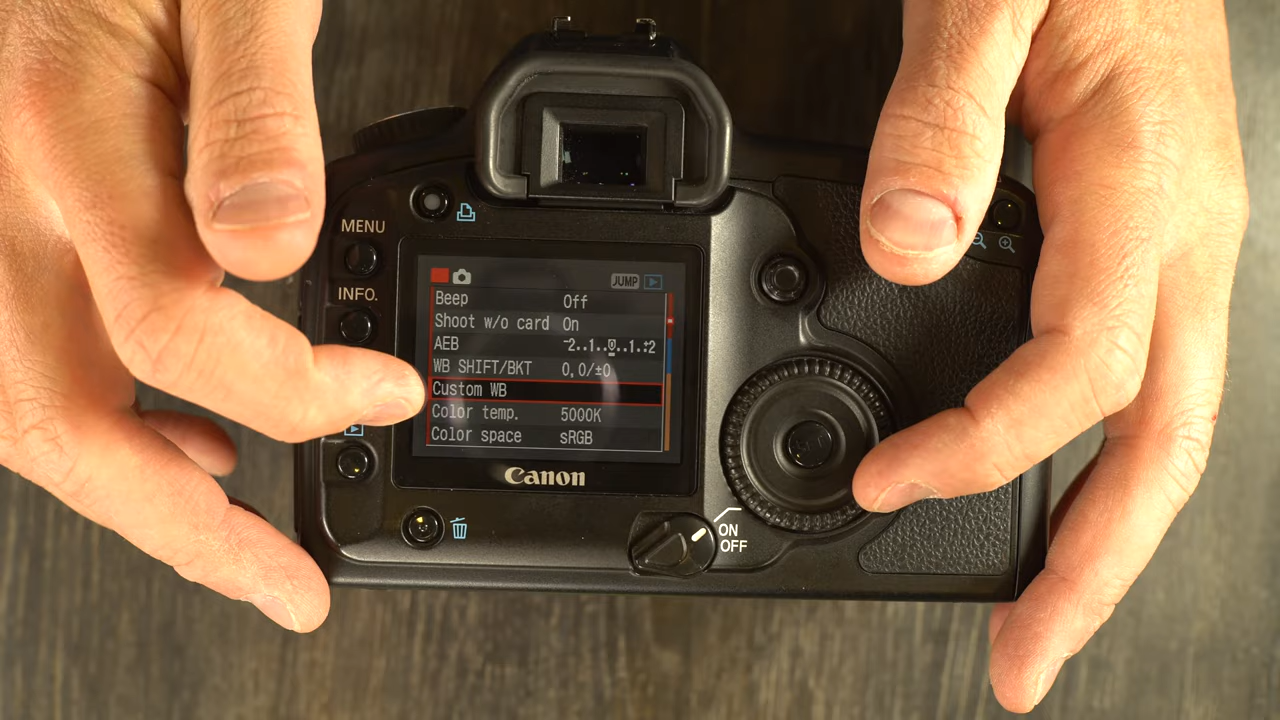 MENU
INFO.
JUMP
Beep Off
Shoot w/o card On
AEB -2..1..0..1..+2
WB SHIFT/BKT 0,0/±0
Custom WB
Color temp. 5000K
Color space sRGB
Canon
ON
OFF